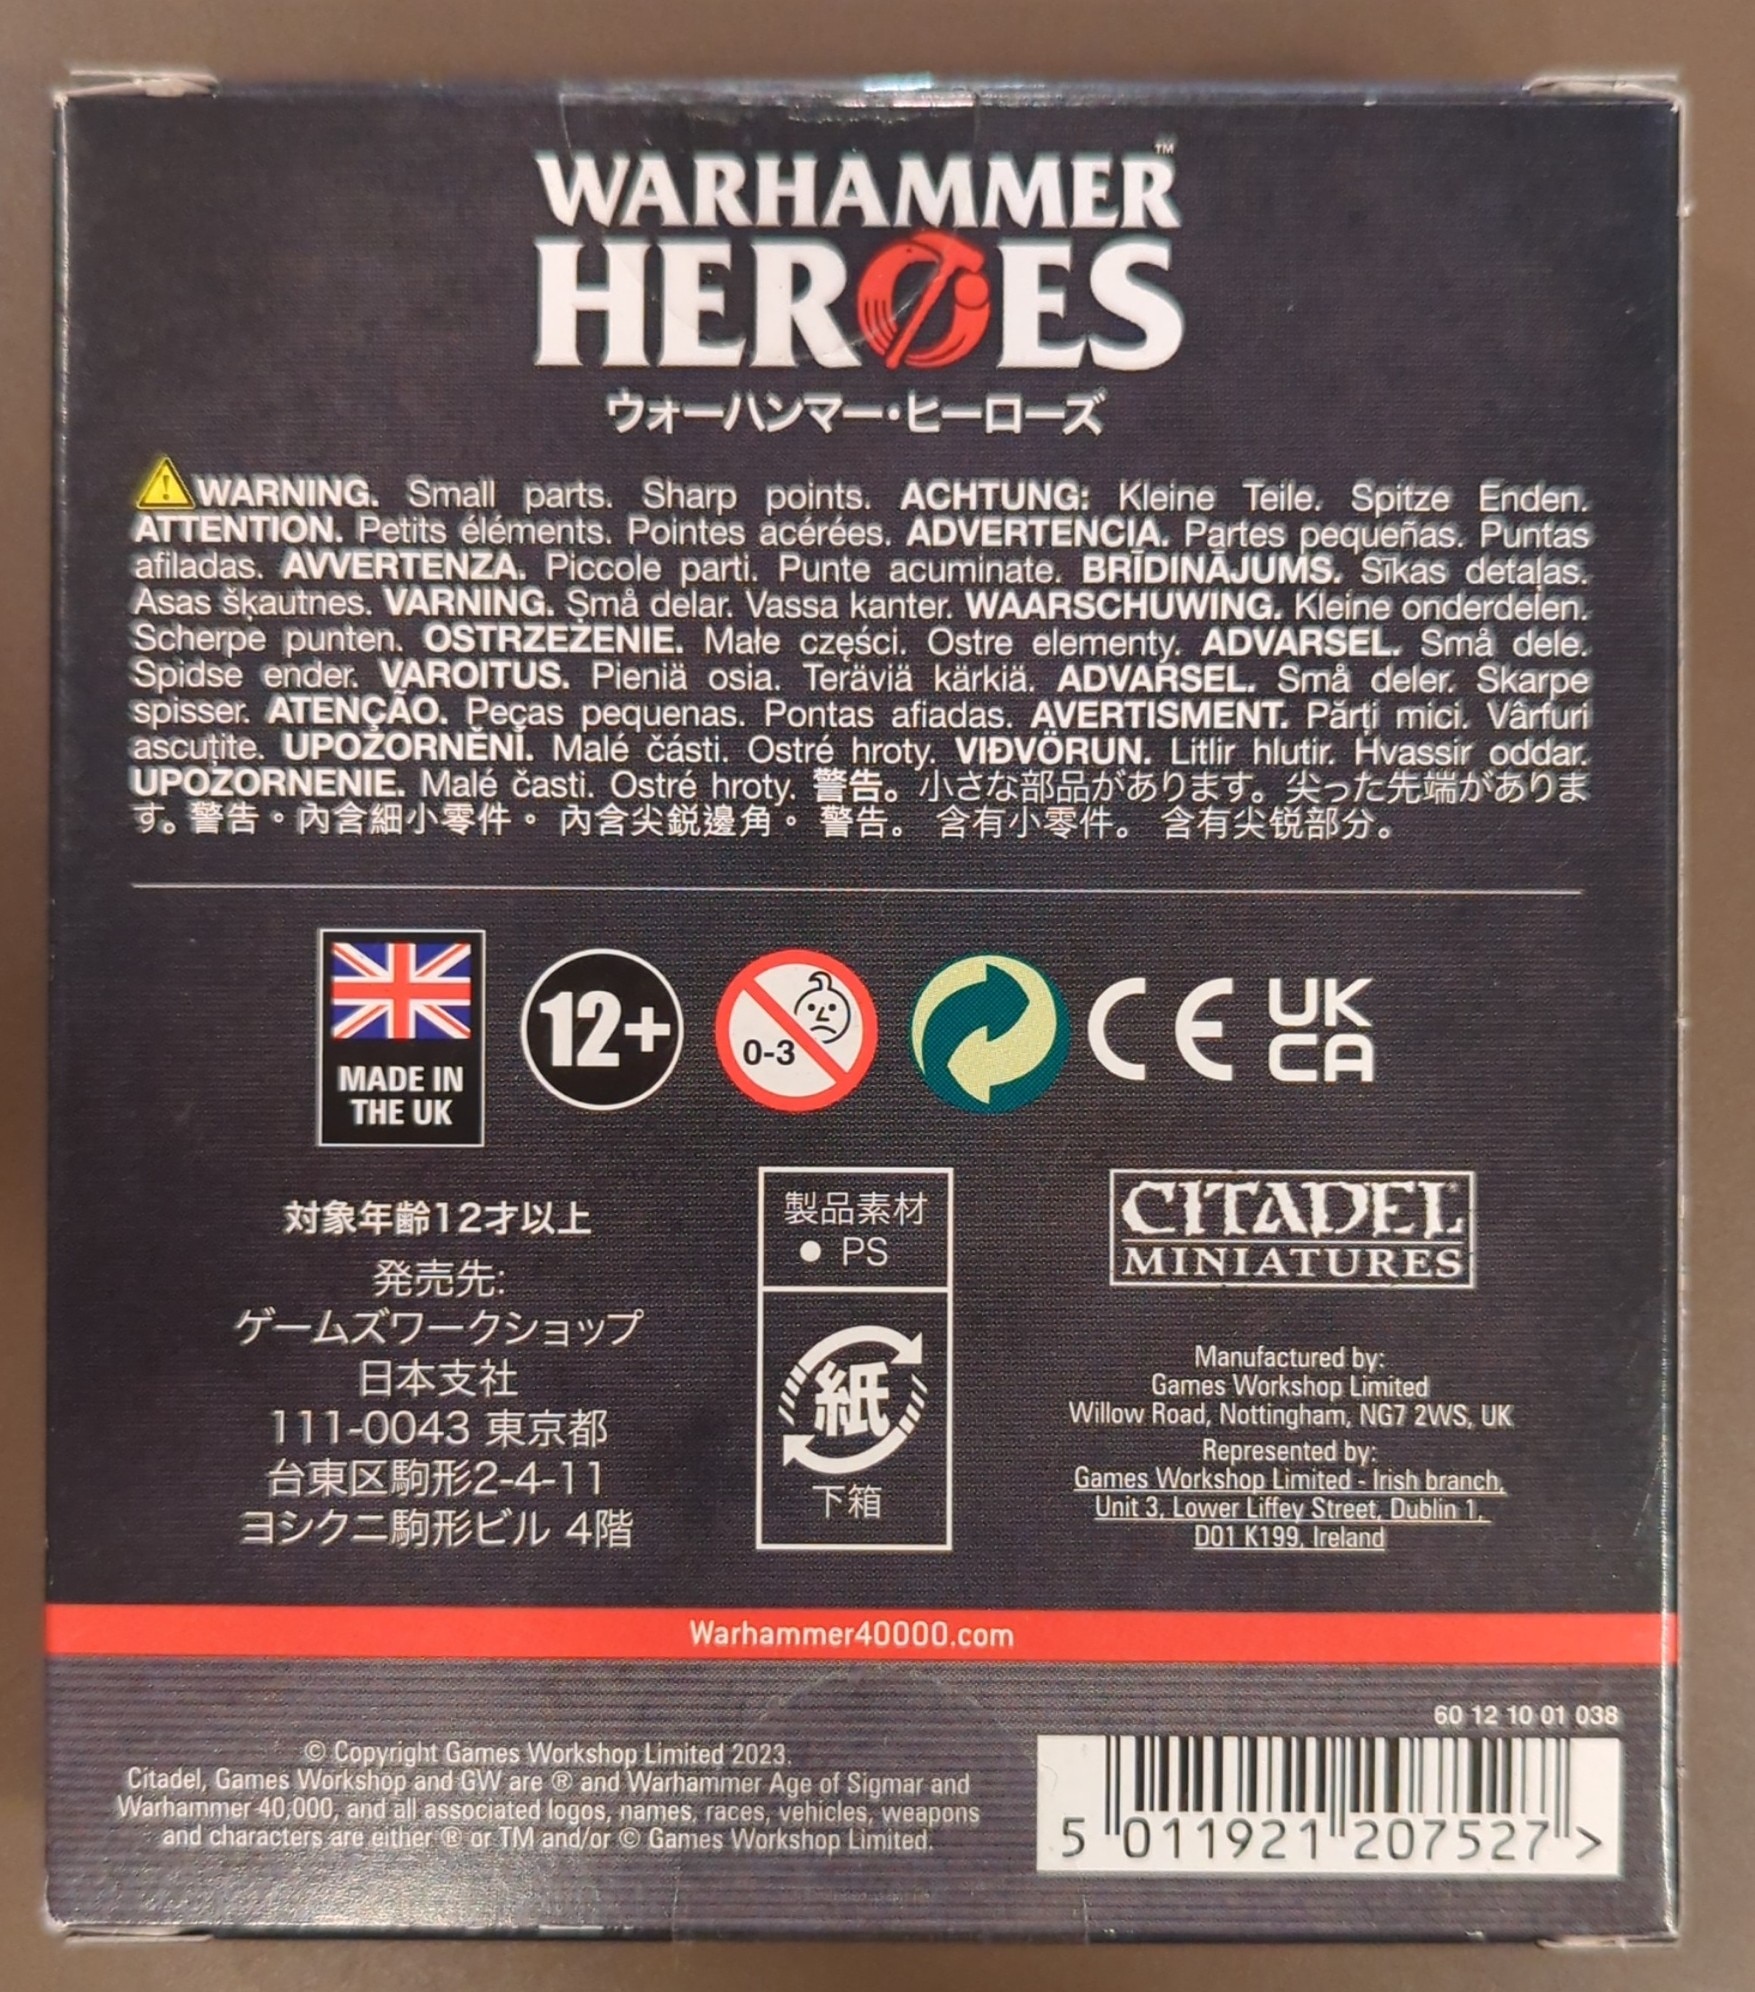 WARHAMMER™
HEROES
ウォーハンマー・ヒーローズ
WARNING. Small parts. Sharp points. ACHTUNG: Kleine Teile. Spitze Enden.
ATTENTION. Petits éléments. Pointes acérées. ADVERTENCIA. Partes pequeñas. Puntas
afiladas. AVVERTENZA. Piccole parti. Punte acuminate. BRĪDINĀJUMS. Sīkas detaļas.
Asas šķautnes. VARNING. Små delar. Vassa kanter. WAARSCHUWING. Kleine onderdelen.
Scherpe punten. OSTRZEŻENIE. Małe części. Ostre elementy. ADVARSEL. Små dele.
Spidse ender. VAROITUS. Pieniä osia. Teräviä kärkiä. ADVARSEL. Små deler. Skarpe
spisser. ATENÇÃO. Peças pequenas. Pontas afiadas. AVERTISMENT. Părți mici. Vârfuri
ascuțite. UPOZORNĚNÍ. Malé části. Ostré hroty. VIÐVÖRUN. Litlir hlutir. Hvassir oddar.
UPOZORNENIE. Malé časti. Ostré hroty. 警告。小さな部品があります。尖った先端がありま
す。警告。內含細小零件。 內含尖銳邊角。 警告。 含有小零件。 含有尖锐部分。
MADE IN
THE UK
12+
0-3
CE
UK
CA
対象年齢12才以上
発売先:
ゲームズワークショップ
日本支社
111-0043 東京都
台東区駒形2-4-11
ヨシクニ駒形ビル 4階
製品素材
● PS
紙
下箱
CITADEL®
MINIATURES
Manufactured by:
Games Workshop Limited
Willow Road, Nottingham, NG7 2WS, UK
Represented by:
Games Workshop Limited - Irish branch,
Unit 3, Lower Liffey Street, Dublin 1,
D01 K199, Ireland
Warhammer40000.com
© Copyright Games Workshop Limited 2023.
Citadel, Games Workshop and GW are ® and Warhammer Age of Sigmar and
Warhammer 40,000, and all associated logos, names, races, vehicles, weapons
and characters are either ® or TM and/or © Games Workshop Limited.
60 12 10 01 038
5 011921 207527 >